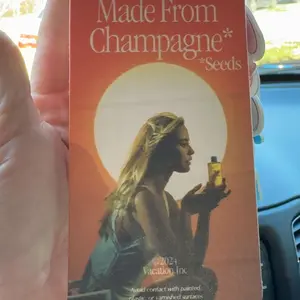 Made From
Champagne*
*Seeds
©2024
Vacation Inc
Avoid contact with painted,
plastic, or varnished surfaces